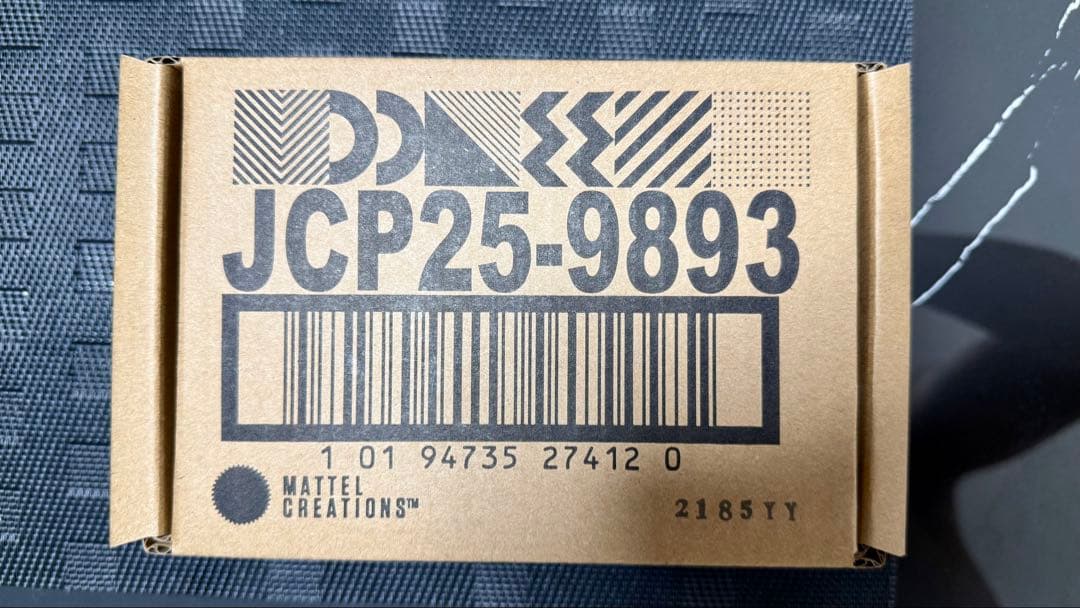 JCP25-9893
1 01 94735 27412 0
MATTEL
CREATIONS™
2185YY